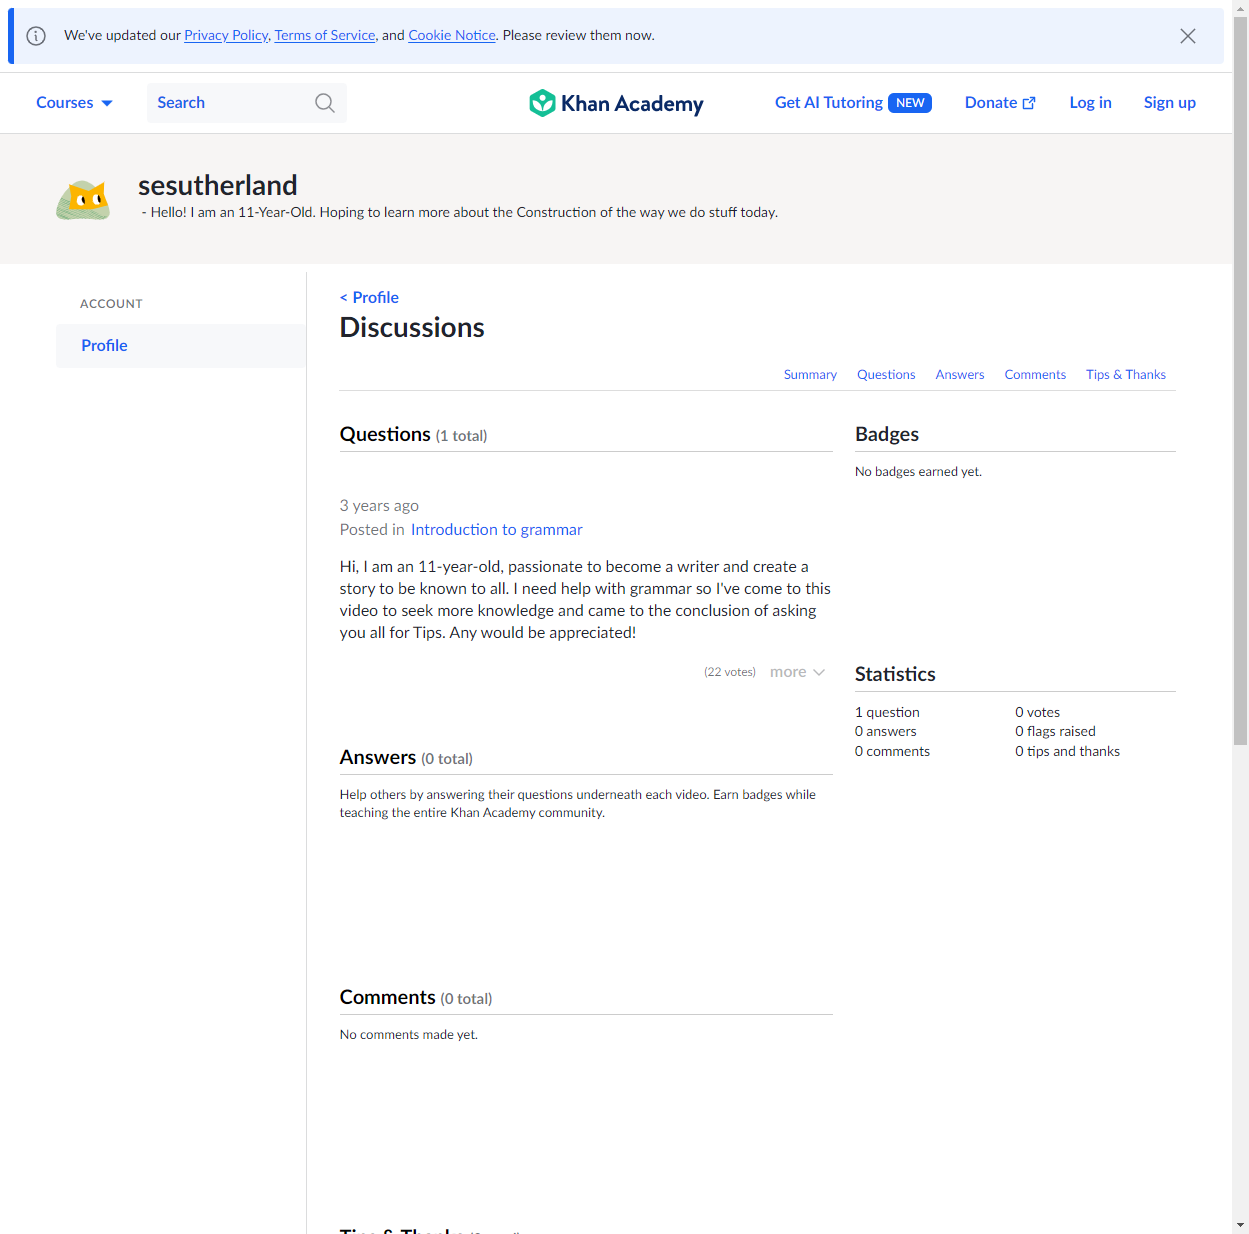 We've updated our Privacy Policy, Terms of Service, and Cookie Notice. Please review them now.
Courses
Search
Khan Academy
Get AI Tutoring NEW
Donate
Log in
Sign up
sesutherland
- Hello! I am an 11-Year-Old. Hoping to learn more about the Construction of the way we do stuff today.
ACCOUNT
Profile
< Profile
Discussions
Summary Questions Answers Comments Tips & Thanks
Questions (1 total)
3 years ago
Posted in Introduction to grammar
Hi, I am an 11-year-old, passionate to become a writer and create a
story to be known to all. I need help with grammar so I've come to this
video to seek more knowledge and came to the conclusion of asking
you all for Tips. Any would be appreciated!
(22 votes) more
Answers (0 total)
Help others by answering their questions underneath each video. Earn badges while
teaching the entire Khan Academy community.
Comments (0 total)
No comments made yet.
Badges
No badges earned yet.
Statistics
1 question
0 votes
0 answers
0 flags raised
0 comments
0 tips and thanks